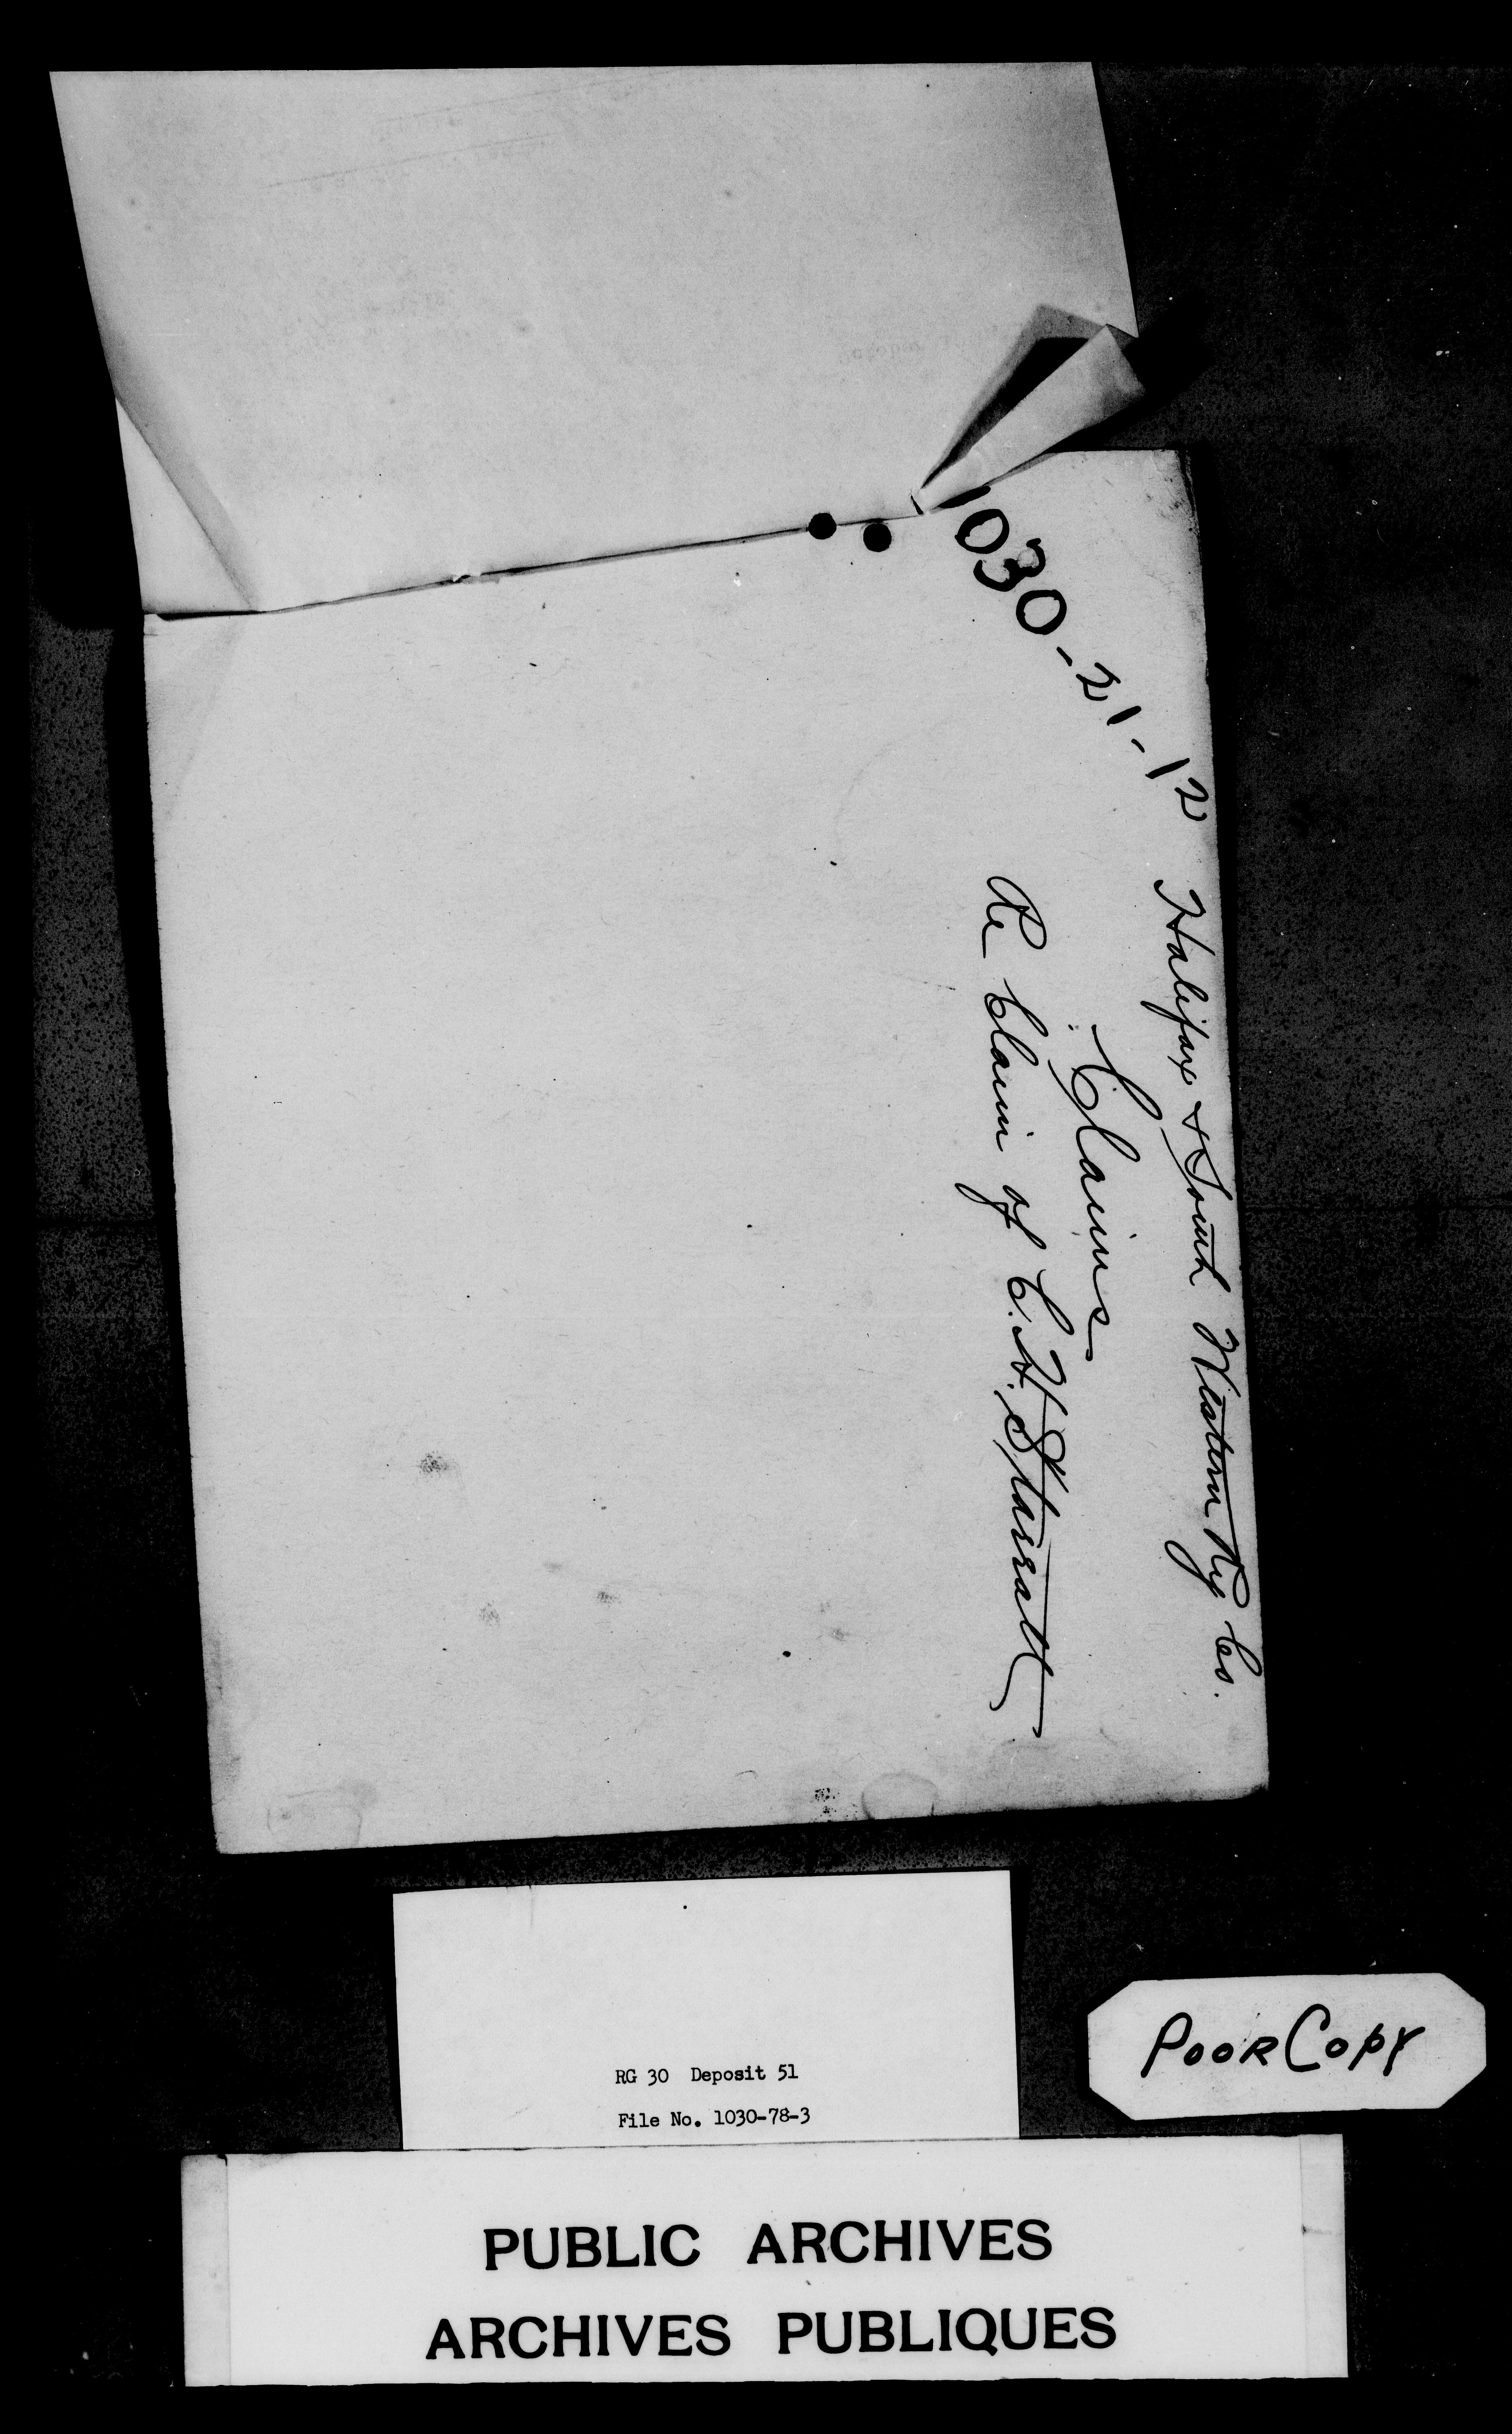 1030-21-12
Halifax & South Western Ry Co.
Claims
Re Claim of C. H. Starratt
RG 30 Deposit 51
File No. 1030-78-3
POOR COPY
PUBLIC ARCHIVES
ARCHIVES PUBLIQUES